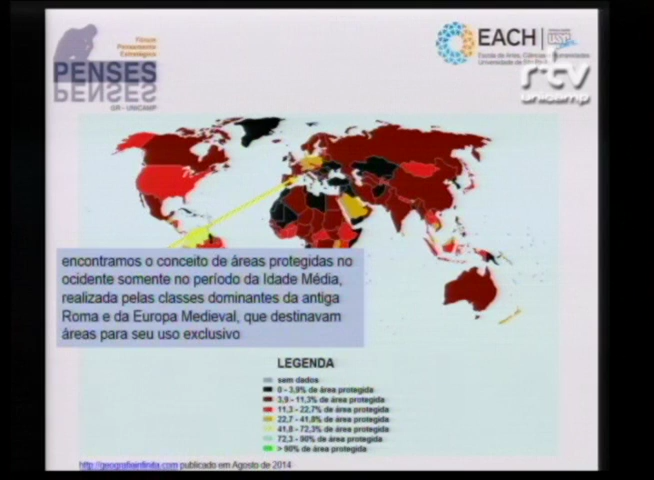 Fórum
Pensamento
Estratégico
PENSES
GR - UNICAMP
EACH
USP
Escola de Artes, Ciências e Humanidades
Universidade de São Paulo
rtv
unicamp
encontramos o conceito de áreas protegidas no
ocidente somente no período da Idade Média,
realizada pelas classes dominantes da antiga
Roma e da Europa Medieval, que destinavam
áreas para seu uso exclusivo
LEGENDA
sem dados
0 - 3,9% de área protegida
3,9 - 11,3% de área protegida
11,3 - 22,7% de área protegida
22,7 - 41,8% de área protegida
41,8 - 72,3% de área protegida
72,3 - 90% de área protegida
> 90% de área protegida
http://geografiainfinita.com publicado em Agosto de 2014